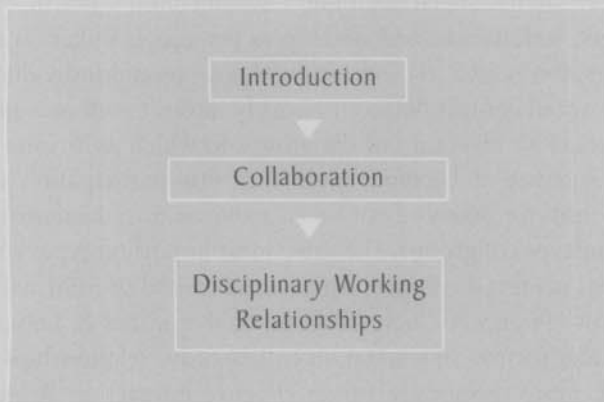 Introduction
Collaboration
Disciplinary Working
Relationships